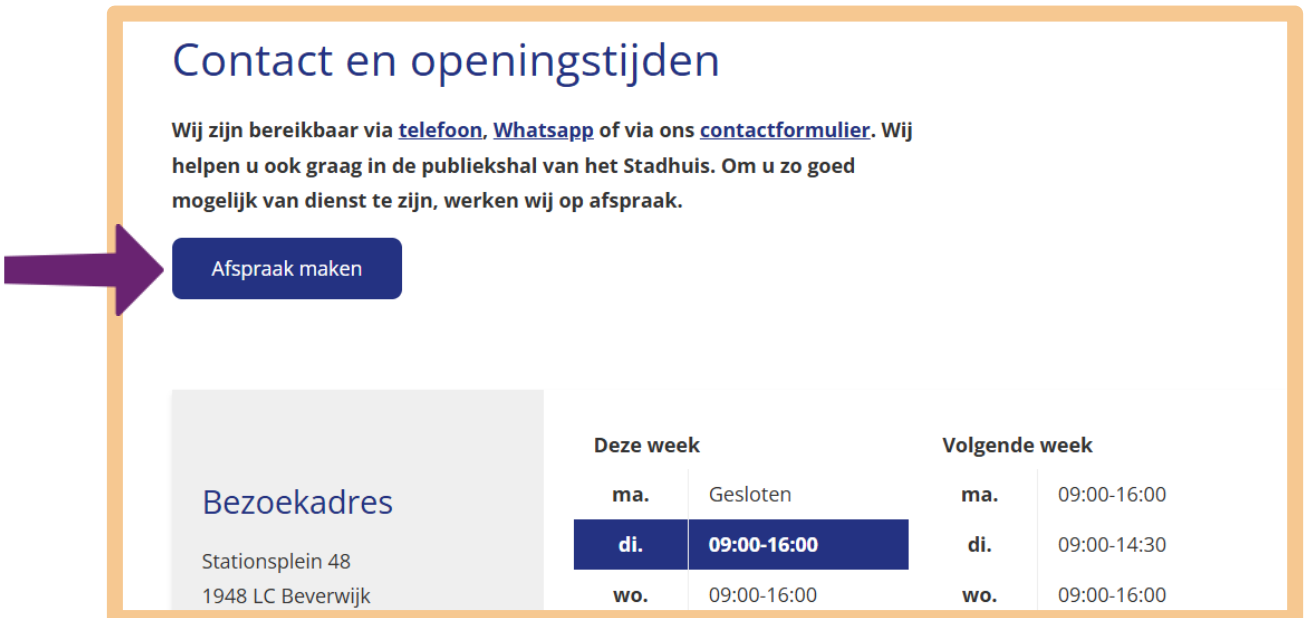 Contact en openingstijden
Wij zijn bereikbaar via telefoon, Whatsapp of via ons contactformulier. Wij
helpen u ook graag in de publiekshal van het Stadhuis. Om u zo goed
mogelijk van dienst te zijn, werken wij op afspraak.
Afspraak maken
Bezoekadres
Stationsplein 48
1948 LC Beverwijk
Deze week
ma. Gesloten
di. 09:00-16:00
wo. 09:00-16:00
Volgende week
ma. 09:00-16:00
di. 09:00-14:30
wo. 09:00-16:00